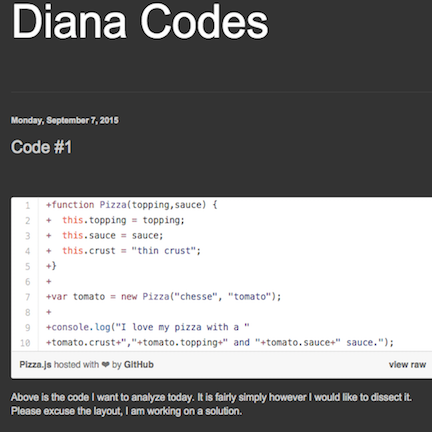 Diana Codes
Monday, September 7, 2015
Code #1
1 +function Pizza(topping,sauce) {
2 + this.topping = topping;
3 + this.sauce = sauce;
4 + this.crust = "thin crust";
5 +}
6 +
7 +var tomato = new Pizza("chesse", "tomato");
8 +
9 +console.log("I love my pizza with a "
10 +tomato.crust+","+tomato.topping+" and "+tomato.sauce+" sauce.");
Pizza.js hosted with ❤ by GitHub view raw
Above is the code I want to analyze today. It is fairly simply however I would like to dissect it.
Please excuse the layout, I am working on a solution.